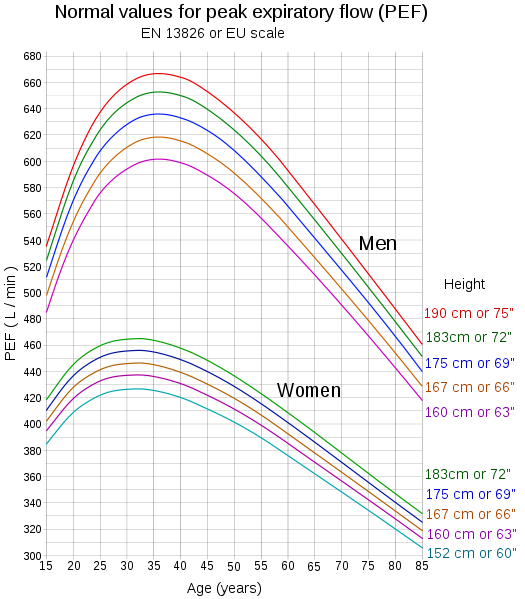 Normal values for peak expiratory flow (PEF)
EN 13826 or EU scale
PEF ( L / min )
680
660
640
620
600
580
560
540
520
500
480
460
440
420
400
380
360
340
320
300
Men
Women
Height
190 cm or 75"
183cm or 72"
175 cm or 69"
167 cm or 66"
160 cm or 63"
183cm or 72"
175 cm or 69"
167 cm or 66"
160 cm or 63"
152 cm or 60"
15 20 25 30 35 40 45 50 55 60 65 70 75 80 85
Age (years)